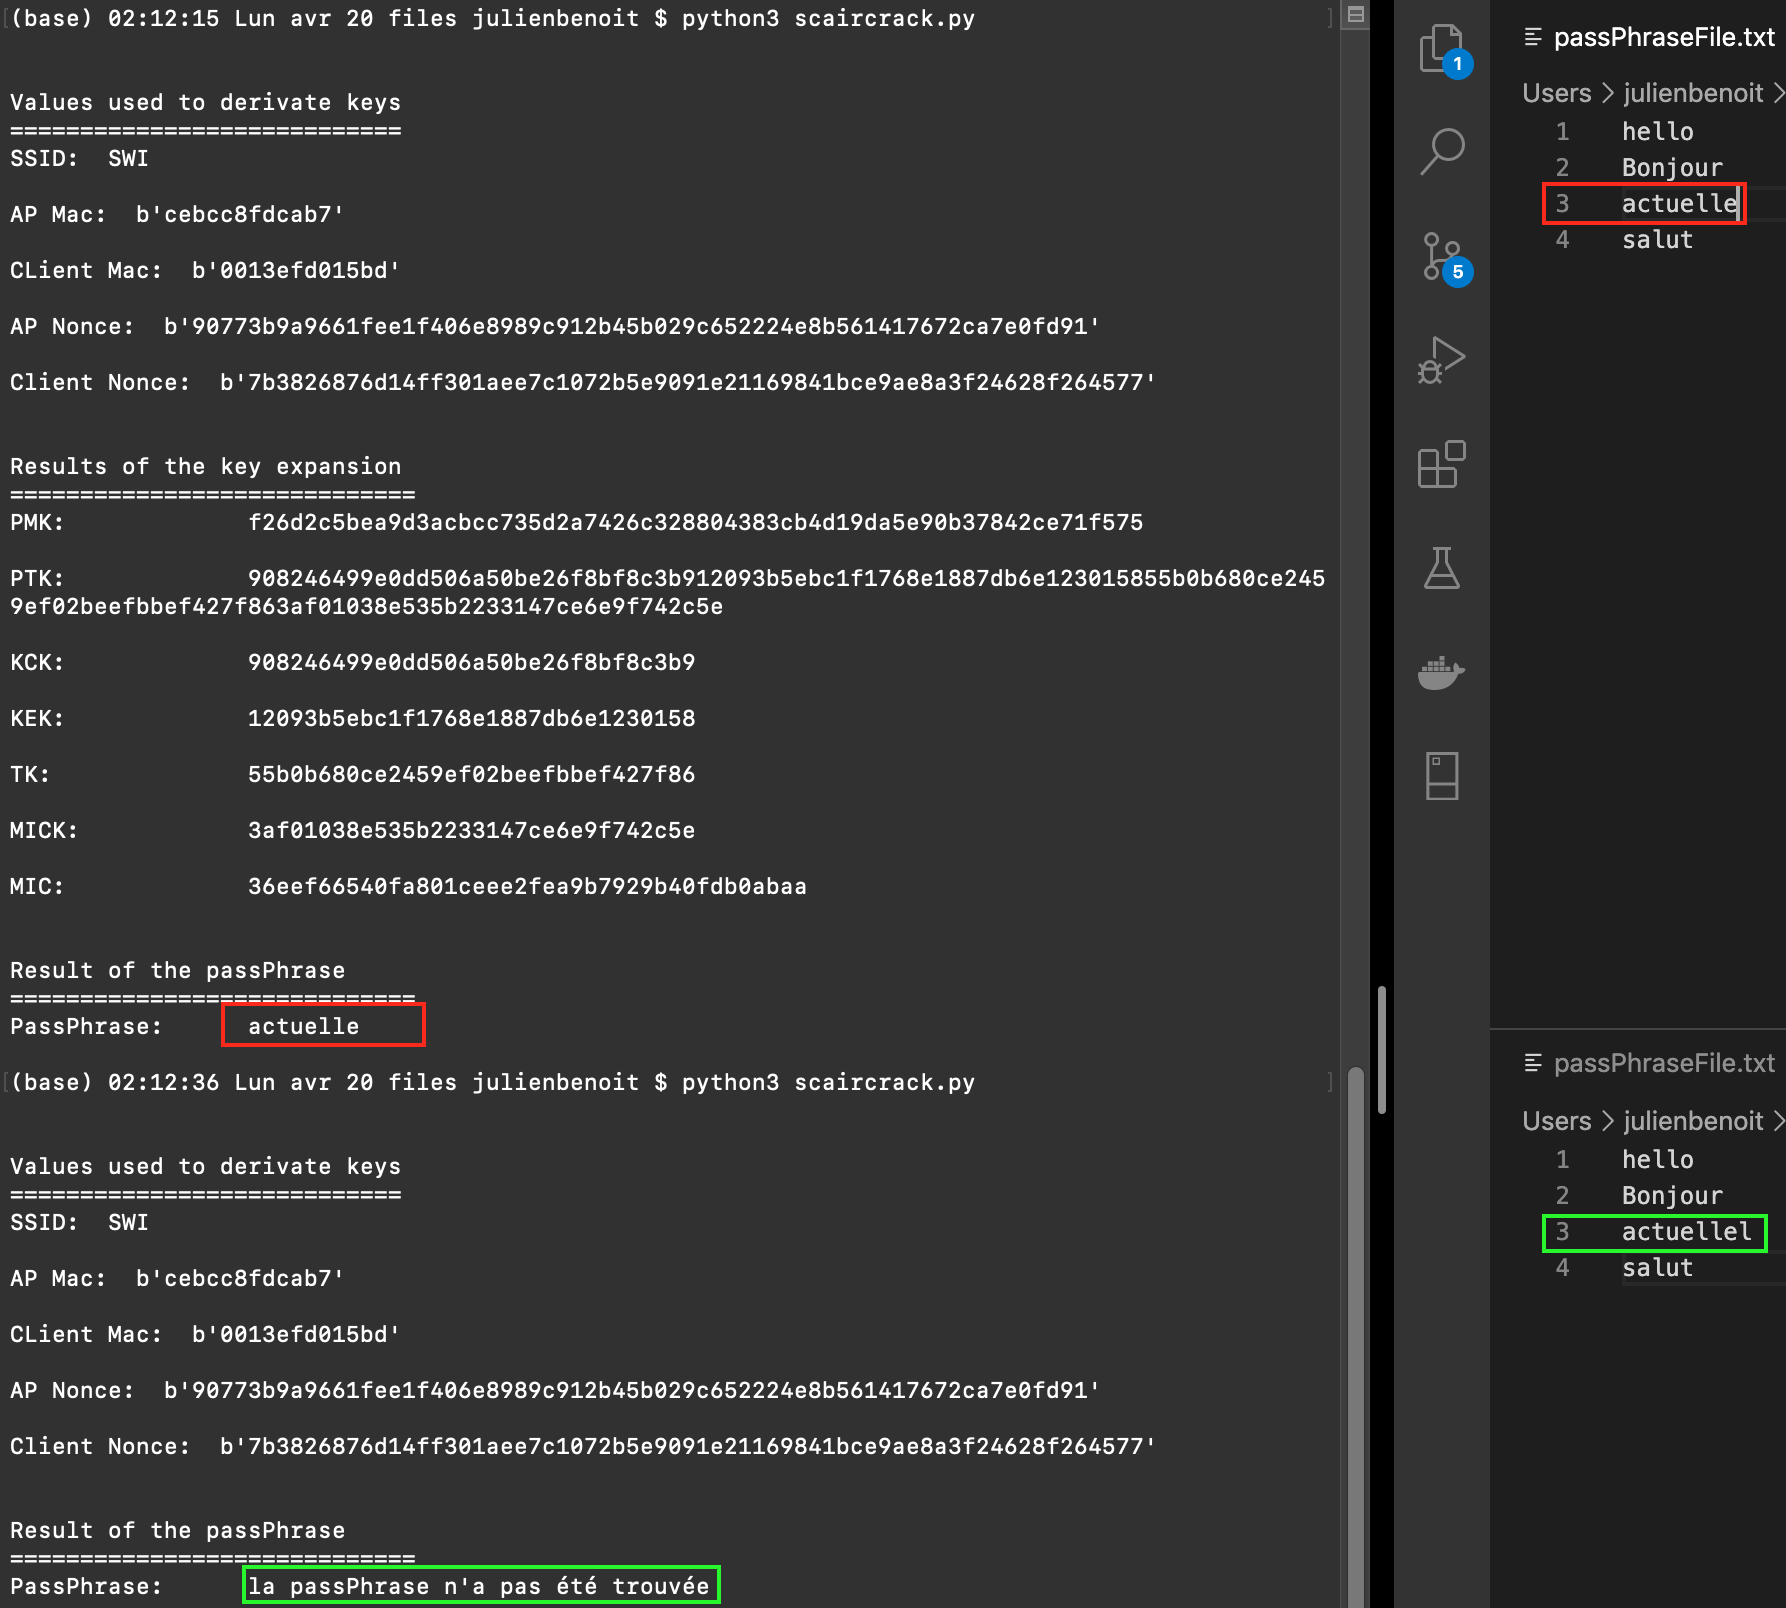 (base) 02:12:15 Lun avr 20 files julienbenoit $ python3 scaircrack.py
Values used to derivate keys
============================
SSID:  SWI
AP Mac:  b'cebcc8fdcab7'
CLient Mac:  b'0013efd015bd'
AP Nonce:  b'90773b9a9661fee1f406e8989c912b45b029c652224e8b561417672ca7e0fd91'
Client Nonce:  b'7b3826876d14ff301aee7c1072b5e9091e21169841bce9ae8a3f24628f264577'
Results of the key expansion
=============================
PMK:             f26d2c5bea9d3acbcc735d2a7426c328804383cb4d19da5e90b37842ce71f575
PTK:             908246499e0dd506a50be26f8bf8c3b912093b5ebc1f1768e1887db6e123015855b0b680ce245
9ef02beefbbef427f863af01038e535b2233147ce6e9f742c5e
KCK:             908246499e0dd506a50be26f8bf8c3b9
KEK:             12093b5ebc1f1768e1887db6e1230158
TK:              55b0b680ce2459ef02beefbbef427f86
MICK:            3af01038e535b2233147ce6e9f742c5e
MIC:             36eef66540fa801ceee2fea9b7929b40fdb0abaa
Result of the passPhrase
=============================
PassPhrase:      actuelle
(base) 02:12:36 Lun avr 20 files julienbenoit $ python3 scaircrack.py
Values used to derivate keys
============================
SSID:  SWI
AP Mac:  b'cebcc8fdcab7'
CLient Mac:  b'0013efd015bd'
AP Nonce:  b'90773b9a9661fee1f406e8989c912b45b029c652224e8b561417672ca7e0fd91'
Client Nonce:  b'7b3826876d14ff301aee7c1072b5e9091e21169841bce9ae8a3f24628f264577'
Result of the passPhrase
=============================
PassPhrase:      la passPhrase n'a pas été trouvée
1
5
passPhraseFile.txt
Users > julienbenoit >
1 hello
2 Bonjour
3 actuelle
4 salut
passPhraseFile.txt
Users > julienbenoit >
1 hello
2 Bonjour
3 actuellel
4 salut